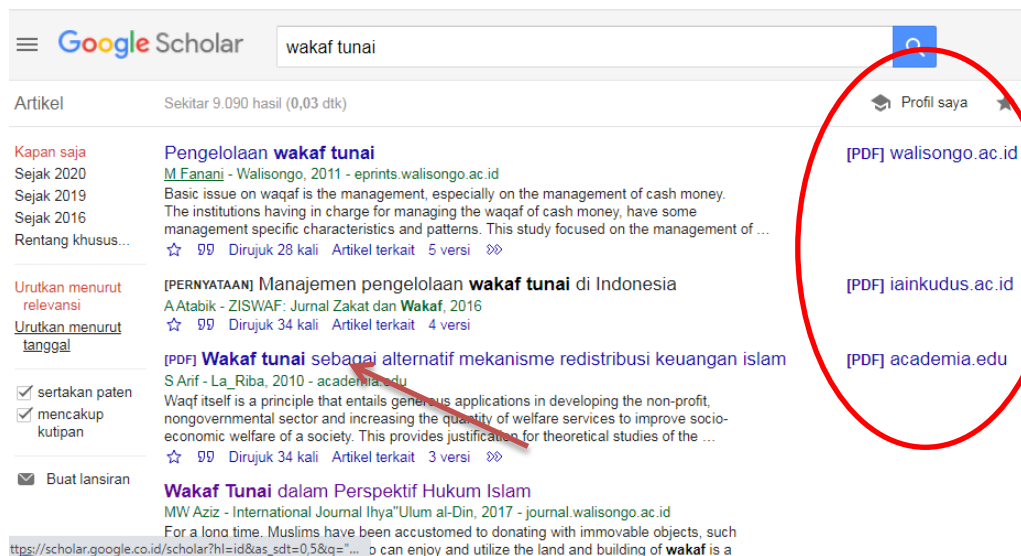 Google Scholar
wakaf tunai
Artikel
Sekitar 9.090 hasil (0,03 dtk)
Profil saya
Kapan saja
Sejak 2020
Sejak 2019
Sejak 2016
Rentang khusus...
Urutkan menurut
relevansi
Urutkan menurut
tanggal
sertakan paten
mencakup
kutipan
Buat lansiran
Pengelolaan wakaf tunai
M Fanani - Walisongo, 2011 - eprints.walisongo.ac.id
Basic issue on waqaf is the management, especially on the management of cash money.
The institutions having in charge for managing the waqaf of cash money, have some
management specific characteristics and patterns. This study focused on the management of …
Dirujuk 28 kali Artikel terkait 5 versi
[PDF] walisongo.ac.id
[PERNYATAAN] Manajemen pengelolaan wakaf tunai di Indonesia
A Atabik - ZISWAF: Jurnal Zakat dan Wakaf, 2016
Dirujuk 34 kali Artikel terkait 4 versi
[PDF] iainkudus.ac.id
[PDF] Wakaf tunai sebagai alternatif mekanisme redistribusi keuangan islam
S Arif - La_Riba, 2010 - academia.edu
Waqf itself is a principle that entails generous applications in developing the non-profit,
nongovernmental sector and increasing the quantity of welfare services to improve socio-
economic welfare of a society. This provides justification for theoretical studies of the …
Dirujuk 34 kali Artikel terkait 3 versi
[PDF] academia.edu
Wakaf Tunai dalam Perspektif Hukum Islam
MW Aziz - International Journal Ihya"Ulum al-Din, 2017 - journal.walisongo.ac.id
For a long time, Muslims have been accustomed to donating with immovable objects, such
ttps://scholar.google.co.id/scholar?hl=id&as_sdt=0,5&q="... o can enjoy and utilize the land and building of wakaf is a